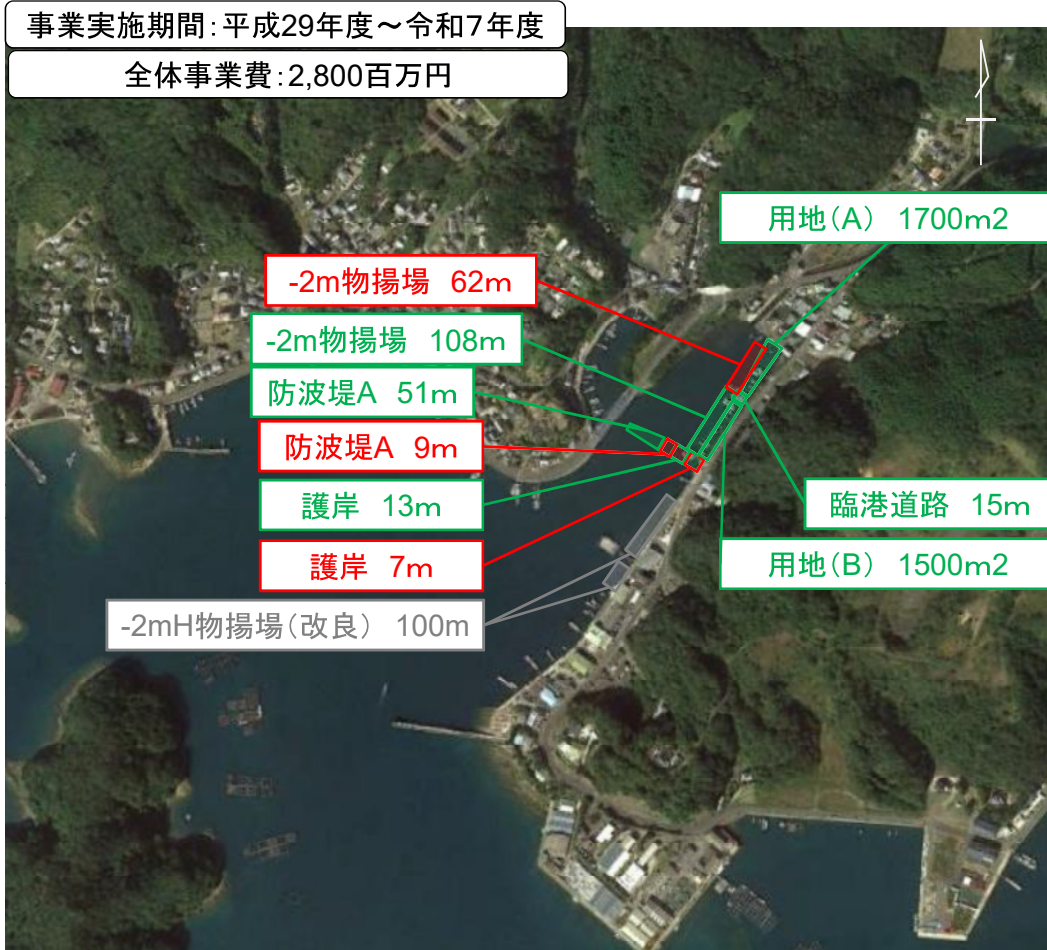 事業実施期間：平成29年度～令和7年度
全体事業費：2,800百万円
用地（A） 1700m2
-2m物揚場 62m
-2m物揚場 108m
防波堤A 51m
防波堤A 9m
護岸 13m
臨港道路 15m
護岸 7m
用地（B） 1500m2
-2mH物揚場（改良） 100m